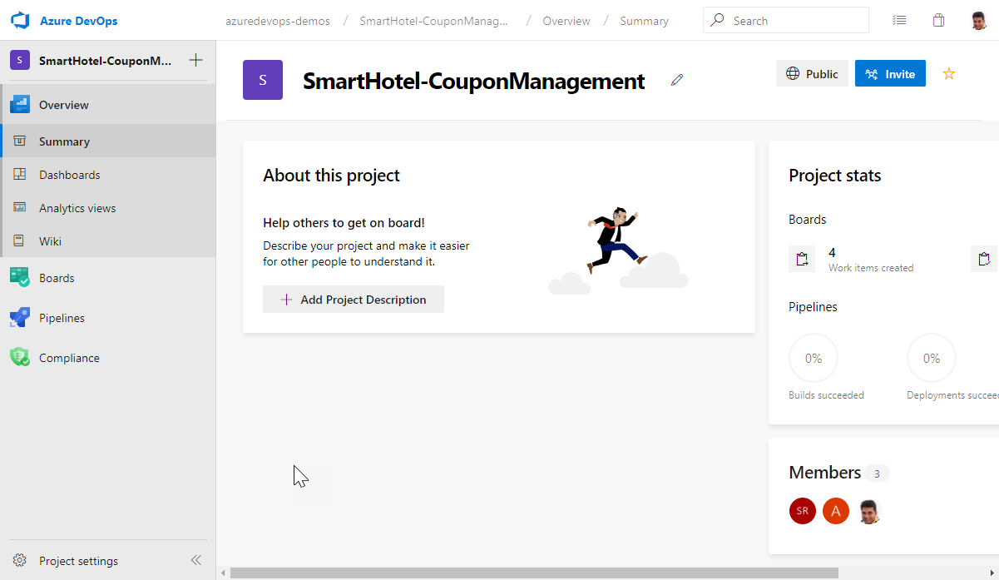 Azure DevOps
azuredevops-demos / SmartHotel-CouponManag... / Overview / Summary
Search
S
SmartHotel-CouponM...
Overview
Summary
Dashboards
Analytics views
Wiki
Boards
Pipelines
Compliance
Project settings
S
SmartHotel-CouponManagement
Public
Invite
About this project
Help others to get on board!
Describe your project and make it easier
for other people to understand it.
Add Project Description
Project stats
Boards
4
Work items created
Pipelines
0%
Builds succeeded
0%
Deployments succee
Members 3
SR
A